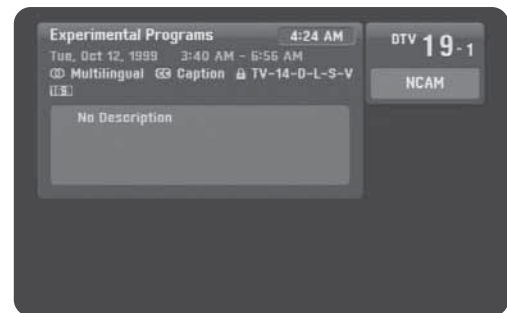 Experimental Programs 4:24 AM
Tue, Oct 12, 1999 3:40 AM - 6:56 AM
Multilingual CC Caption TV-14-D-L-S-V
No Description
DTV 19-1
NCAM